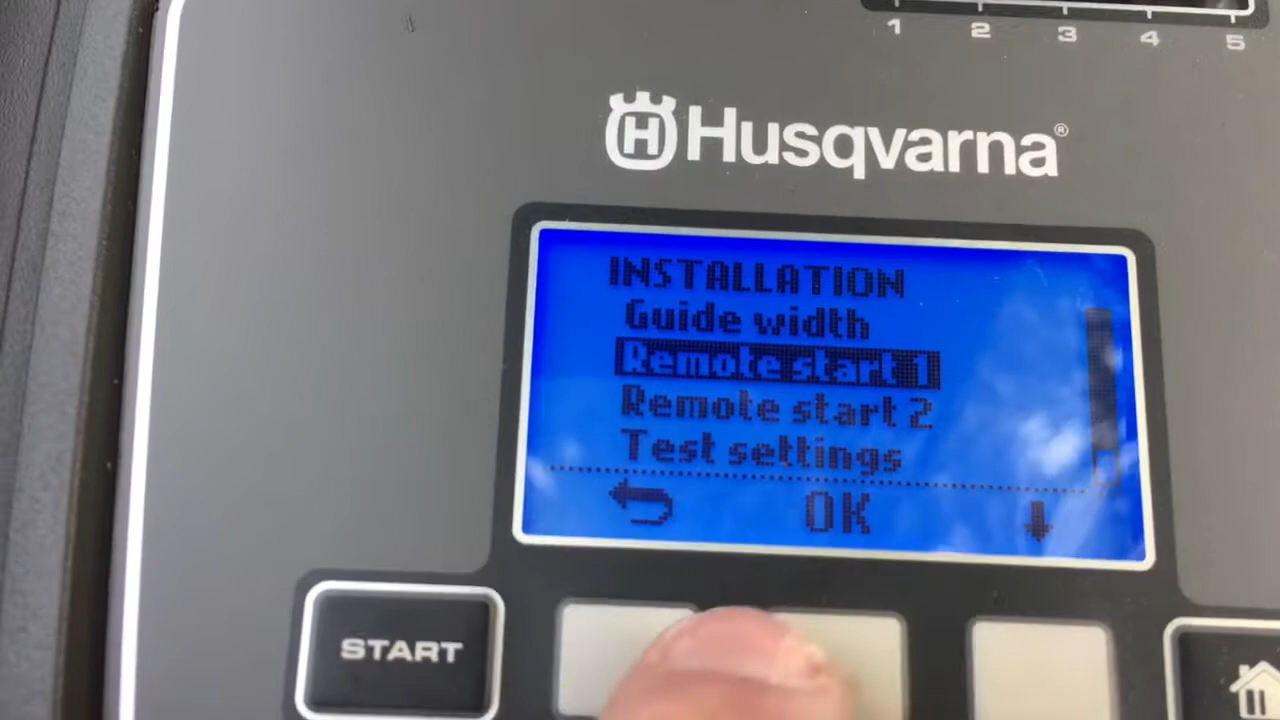 1 2 3 4 5
H Husqvarna®
INSTALLATION
Guide width
Remote start 1
Remote start 2
Test settings
OK
START